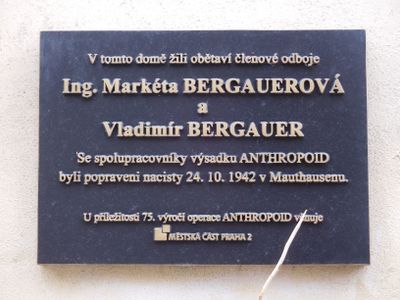 V tomto domě žili obětaví členové odboje
Ing. Markéta BERGAUEROVÁ
a
Vladimír BERGAUER
Se spolupracovníky výsadku ANTHROPOID
byli popraveni nacisty 24. 10. 1942 v Mauthausenu.
U příležitosti 75. výročí operace ANTHROPOID věnuje
MĚSTSKÁ ČÁST PRAHA 2